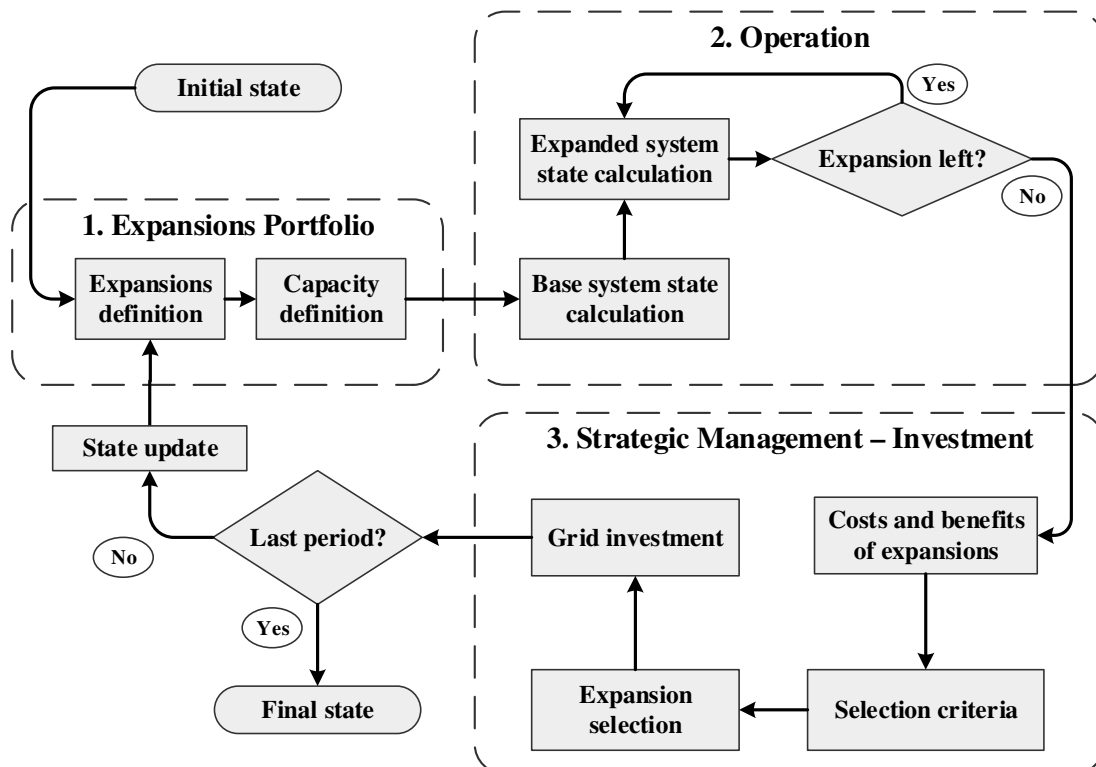 Initial state
1. Expansions Portfolio
Expansions
definition
Capacity
definition
2. Operation
Yes
Expanded system
state calculation
Expansion left?
No
Base system state
calculation
3. Strategic Management – Investment
Costs and benefits
of expansions
Selection criteria
Expansion
selection
Grid investment
Last period?
No
State update
Yes
Final state